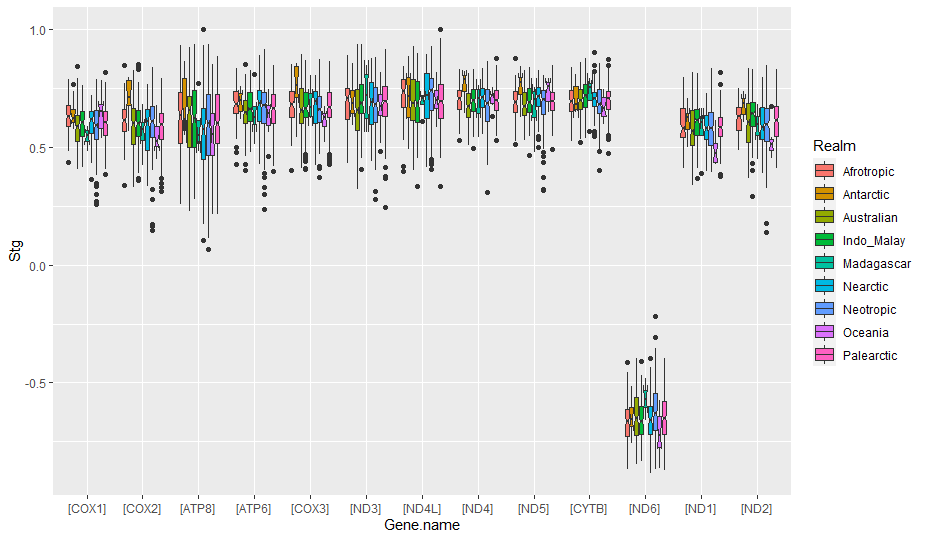 1.0
0.5
0.0
-0.5
Stg
[COX1] [COX2] [ATP8] [ATP6] [COX3] [ND3] [ND4L] [ND4] [ND5] [CYTB] [ND6] [ND1] [ND2]
Gene.name
Realm
Afrotropic
Antarctic
Australian
Indo_Malay
Madagascar
Nearctic
Neotropic
Oceania
Palearctic